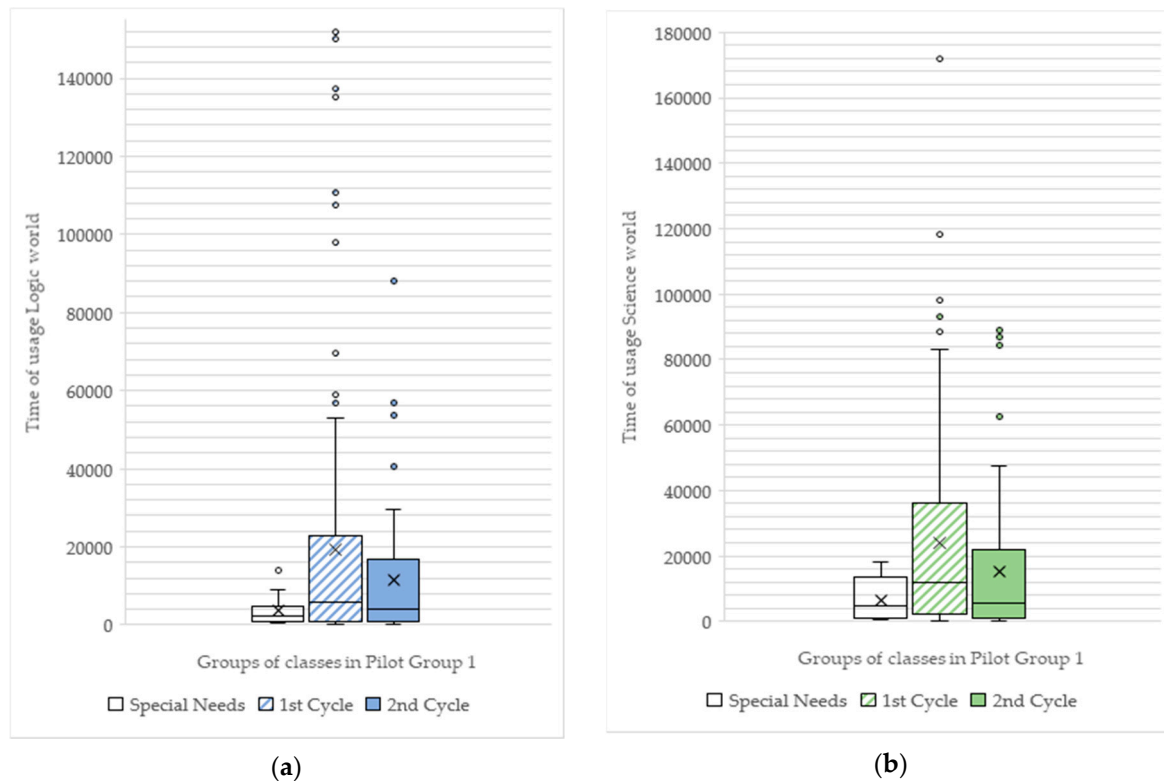 Time of usage Logic world
140000
120000
100000
80000
60000
40000
20000
0
Groups of classes in Pilot Group 1
Special Needs 1st Cycle 2nd Cycle
(a)
Time of usage Science world
180000
160000
140000
120000
100000
80000
60000
40000
20000
0
Groups of classes in Pilot Group 1
Special Needs 1st Cycle 2nd Cycle
(b)